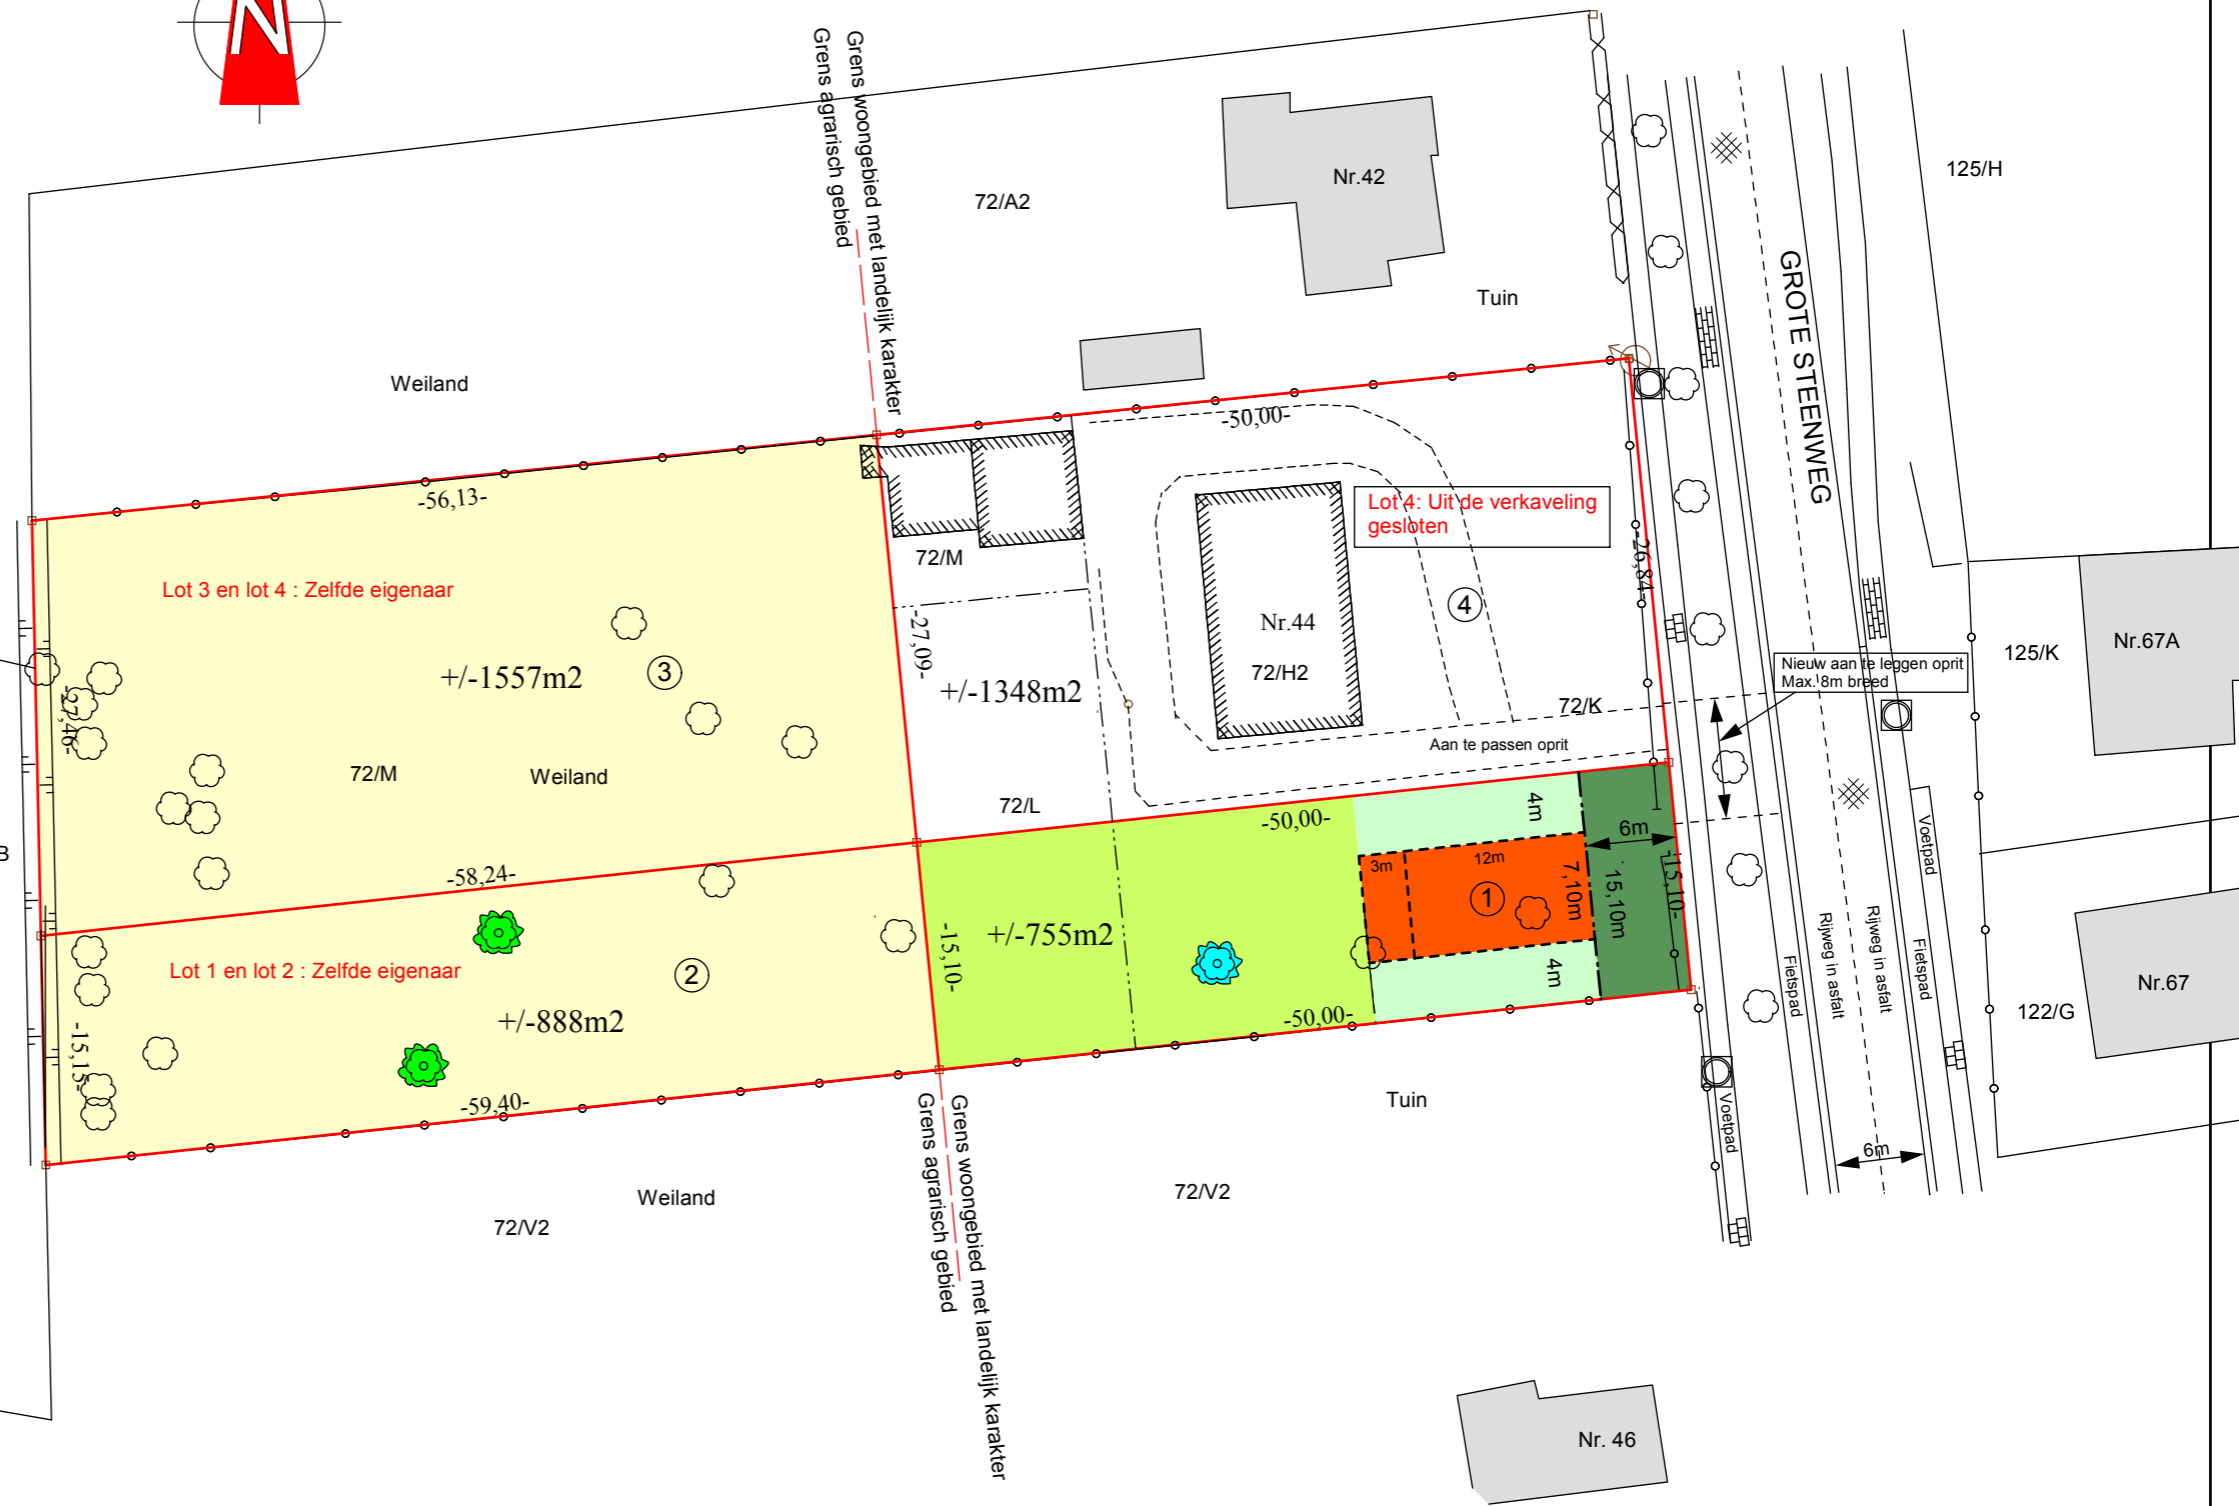 N
Grens woongebied met landelijk karakter
Grens agrarisch gebied
72/A2
Nr.42
125/H
Tuin
GROTE STEENWEG
Weiland
-56,13-
-50,00-
Lot 4: Uit de verkaveling
gesloten
-26,84-
72/M
Lot 3 en lot 4 : Zelfde eigenaar
4
Nr.44
72/H2
-27,09-
+/-1557m2
3
+/-1348m2
72/K
Nieuw aan te leggen oprit
Max. 8m breed
125/K
Nr.67A
-27,46-
72/M
Weiland
Aan te passen oprit
72/L
-50,00-
4m
6m
3m
12m
7,10m
1
15,10m
-15,10-
Voetpad
B
-58,24-
+/-755m2
-15,10-
Lot 1 en lot 2 : Zelfde eigenaar
2
4m
+/-888m2
-50,00-
Fietspad
Rijweg in asfalt
Rijweg in asfalt
Fietspad
Nr.67
122/G
-15,15-
-59,40-
Tuin
Voetpad
6m
Grens woongebied met landelijk karakter
Grens agrarisch gebied
Weiland
72/V2
72/V2
Nr. 46